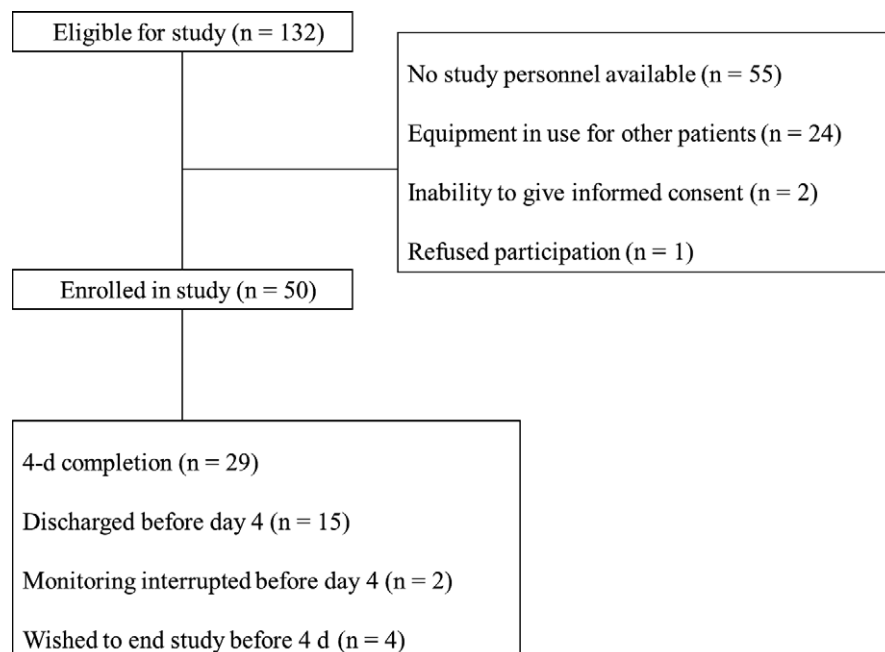 Eligible for study (n = 132)
No study personnel available (n = 55)
Equipment in use for other patients (n = 24)
Inability to give informed consent (n = 2)
Refused participation (n = 1)
Enrolled in study (n = 50)
4-d completion (n = 29)
Discharged before day 4 (n = 15)
Monitoring interrupted before day 4 (n = 2)
Wished to end study before 4 d (n = 4)